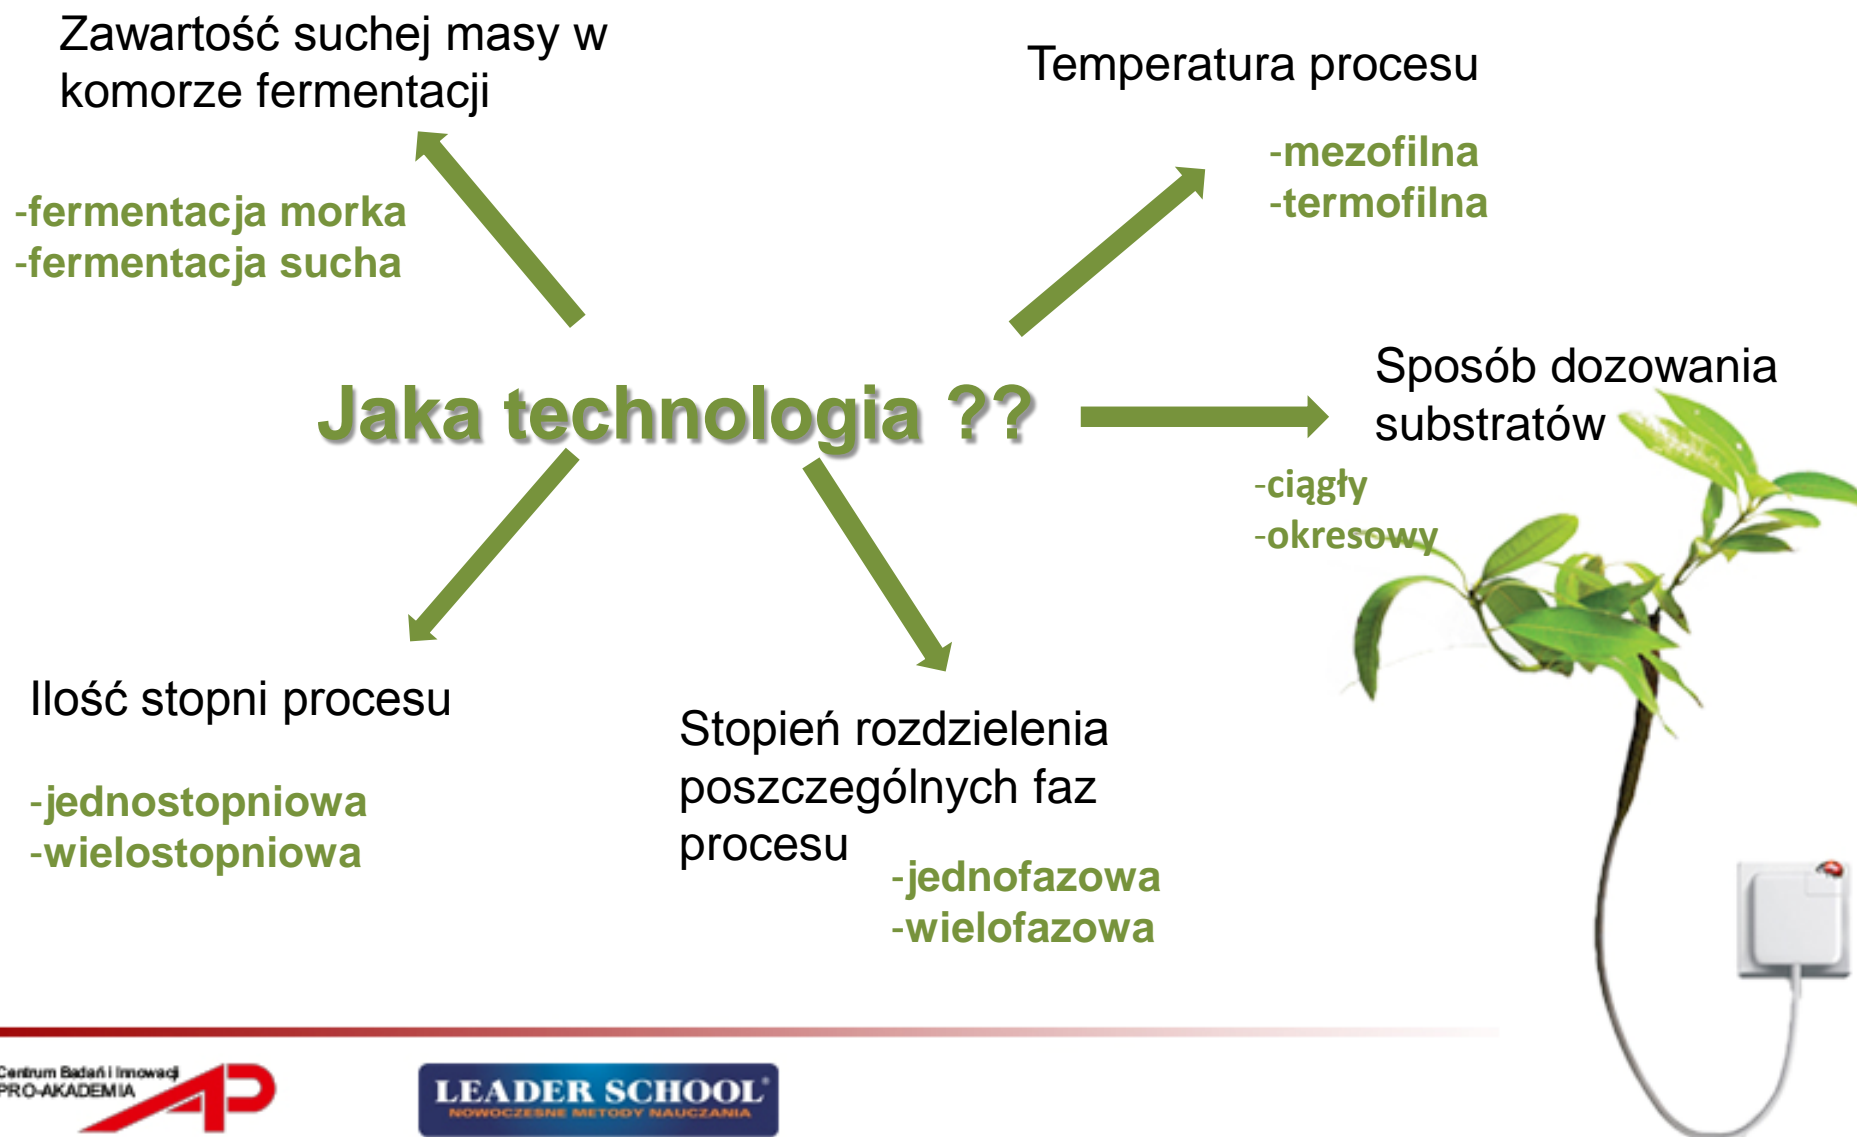 Zawartość suchej masy w
komorze fermentacji
-fermentacja morka
-fermentacja sucha
Temperatura procesu
-mezofilna
-termofilna
Jaka technologia ??
Sposób dozowania
substratów
-ciągły
-okresowy
Ilość stopni procesu
-jednostopniowa
-wielostopniowa
Stopień rozdzielenia
poszczególnych faz
procesu
-jednofazowa
-wielofazowa
Centrum Badań i Innowacji
PRO-AKADEMIA
LEADER SCHOOL®
NOWOCZESNE METODY NAUCZANIA